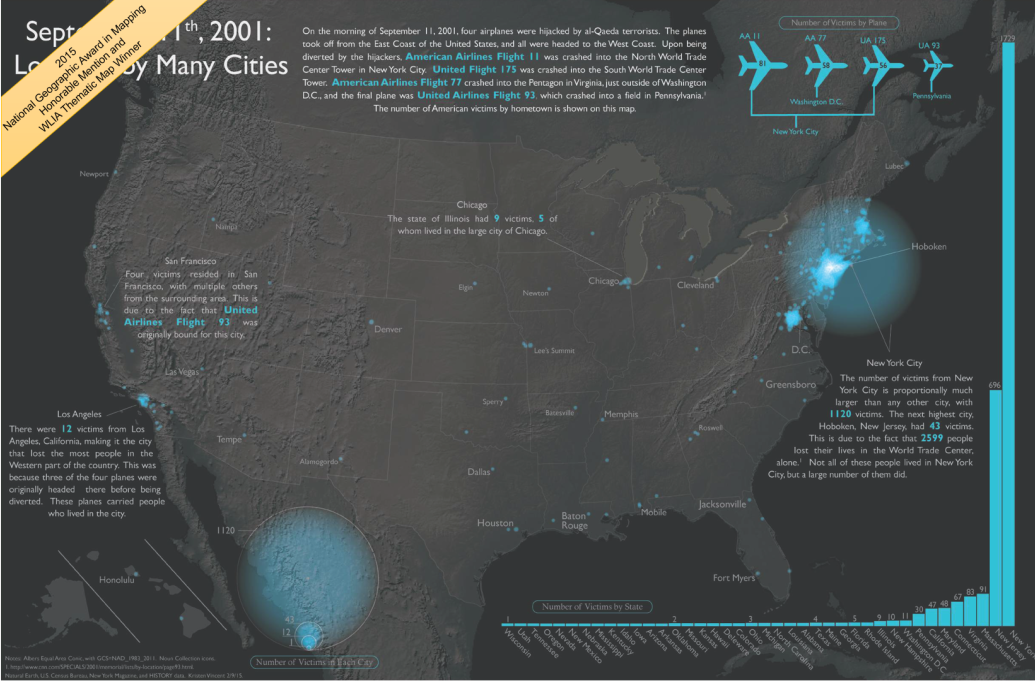 Sept 11th, 2001:
Lo by Many Cities
2015
National Geographic Award in Mapping
Honorable Mention and
WLIA Thematic Map Winner
On the morning of September 11, 2001, four airplanes were hijacked by al-Qaeda terrorists. The planes
took off from the East Coast of the United States, and all were headed to the West Coast. Upon being
diverted by the hijackers, American Airlines Flight 11 was crashed into the North World Trade
Center Tower in New York City. United Flight 175 was crashed into the South World Trade Center
Tower. American Airlines Flight 77 crashed into the Pentagon in Virginia, just outside of Washington
D.C., and the final plane was United Airlines Flight 93, which crashed into a field in Pennsylvania.¹
The number of American victims by hometown is shown on this map.
Number of Victims by Plane
AA 11
AA 77
UA 175
UA 93
81
58
56
Washington D.C.
Pennsylvania
New York City
Newport
Nampa
Lubec
Chicago
The state of Illinois had 9 victims, 5 of
whom lived in the large city of Chicago.
Hoboken
San Francisco
Four victims resided in San
Francisco, with multiple others
from the surrounding area. This is
due to the fact that United
Airlines Flight 93 was
originally bound for this city.
Elgin
Newton
Chicago
Cleveland
Denver
Lee's Summit
D.C.
Las Vegas
Greensboro
New York City
The number of victims from New
York City is proportionally much
larger than any other city, with
1120 victims. The next highest city,
Hoboken, New Jersey, had 43 victims.
This is due to the fact that 2599 people
lost their lives in the World Trade Center,
alone.¹ Not all of these people lived in New York
City, but a large number of them did.
Los Angeles
There were 12 victims from Los
Angeles, California, making it the city
that lost the most people in the
Western part of the country. This was
because three of the four planes were
originally headed there before being
diverted. These planes carried people
who lived in the city.
Sperry
Batesville
Memphis
Roswell
Tempe
Alamogordo
Dallas
Houston
Baton
Rouge
Mobile
Jacksonville
Fort Myers
Honolulu
1120
43
12
1
Number of Victims in Each City
Number of Victims by State
1
2
3
4
5
9
10
11
30
47
48
67
83
91
696
1729
Wisconsin
Utah
Tennessee
Oregon
Nevada
New Mexico
Kansas
Idaho
Iowa
Arizona
Oklahoma
Missouri
Hawaii
Delaware
Colorado
Michigan
Louisiana
North Carolina
Alabama
Texas
Georgia
Florida
Rhode Island
Illinois
New Hampshire
Washington D.C.
Pennsylvania
California
Maryland
Connecticut
Virginia
Massachusetts
New Jersey
New York
Notes: Albers Equal Area Conic, with GCS=NAD_1983_2011. Noun Collection icons.
Natural Earth, U.S. Census Bureau, New York Magazine, and HISTORY data. Kristen Vincent 2/9/15.